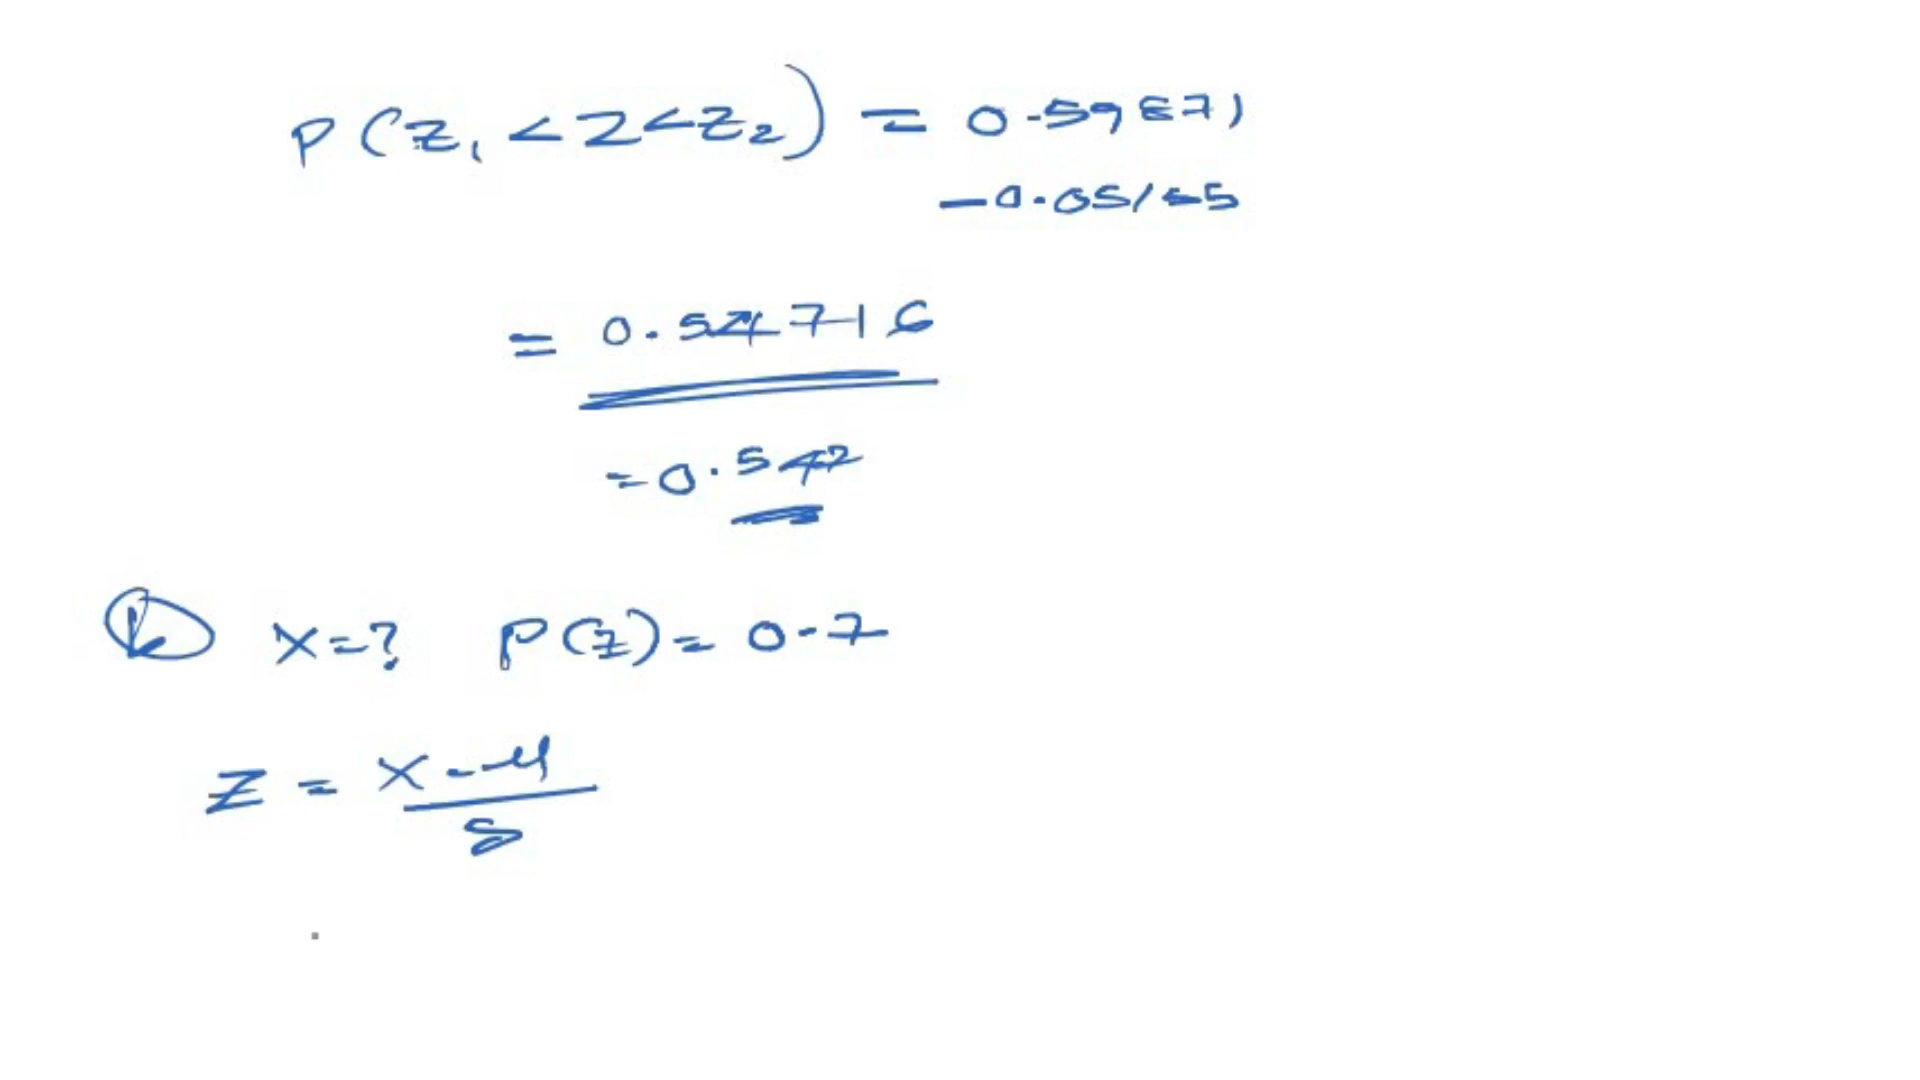 P(Z₁ < Z < Z₂) = 0.59871
- 0.05155
= 0.54716
= 0.547
b x = ? P(Z) = 0.7
Z = x - μ / δ